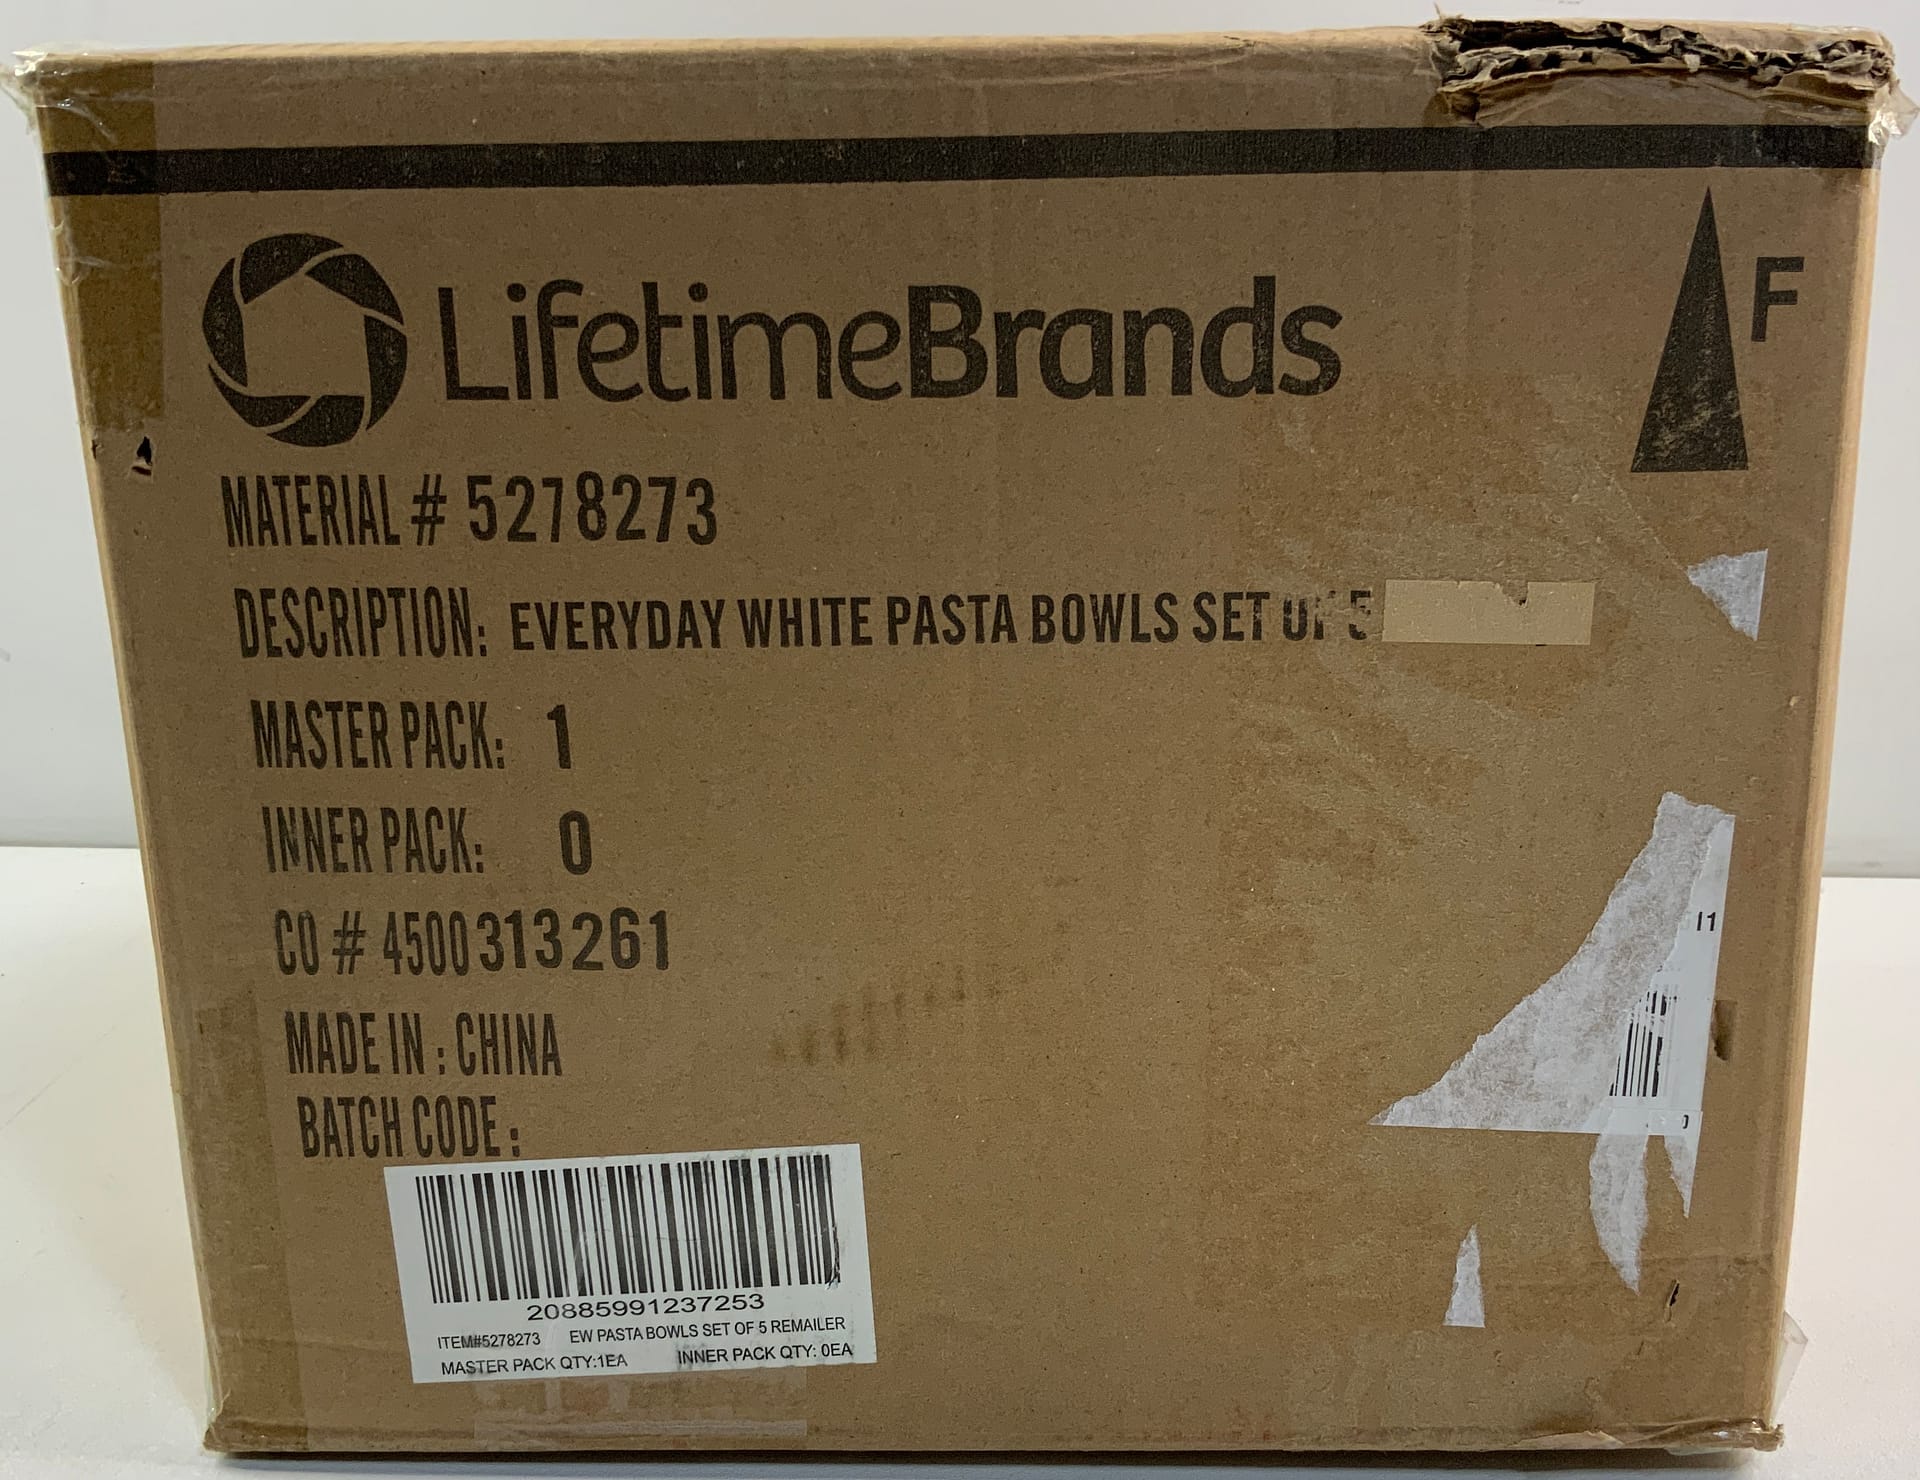 LifetimeBrands
F
MATERIAL # 5278273
DESCRIPTION: EVERYDAY WHITE PASTA BOWLS SET OF 5
MASTER PACK: 1
INNER PACK: 0
CO # 4500313261
MADE IN : CHINA
BATCH CODE :
20885991237253
ITEM#5278273 EW PASTA BOWLS SET OF 5 REMAILER
MASTER PACK QTY:1EA INNER PACK QTY: 0EA